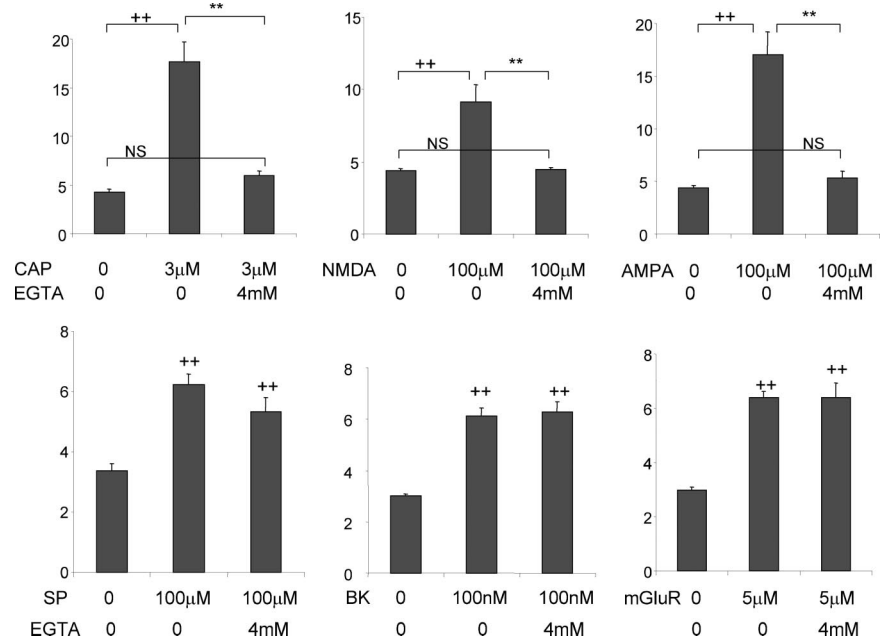 ++ ** ++ ** ++ **
20 15 20
15 10 15
10 5 10
5 0 5
0 0
NS NS NS
CAP 0 3μM 3μM NMDA 0 100μM 100μM AMPA 0 100μM 100μM
EGTA 0 0 4mM 0 0 4mM 0 0 4mM
8 8 8
6 6 6
4 4 4
2 2 2
0 0 0
++ ++ ++ ++ ++ ++
SP 0 100μM 100μM BK 0 100nM 100nM mGluR 0 5μM 5μM
EGTA 0 0 4mM 0 0 4mM 0 0 4mM